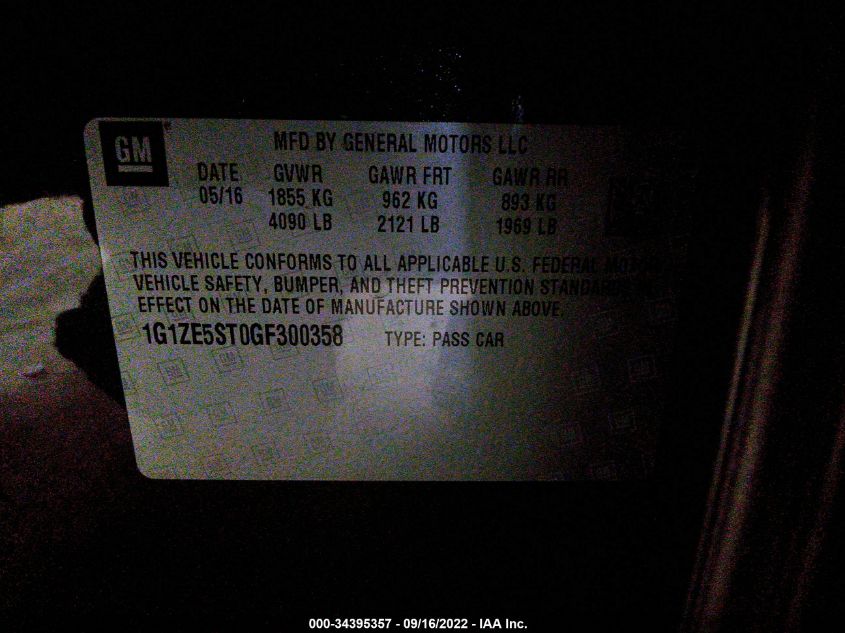 GM
MFD BY GENERAL MOTORS LLC
DATE GVWR GAWR FRT GAWR RR
05/16 1855 KG 962 KG 893 KG
4090 LB 2121 LB 1969 LB
THIS VEHICLE CONFORMS TO ALL APPLICABLE U.S. FEDERAL MOTOR
VEHICLE SAFETY, BUMPER, AND THEFT PREVENTION STANDARDS IN
EFFECT ON THE DATE OF MANUFACTURE SHOWN ABOVE.
1G1ZE5ST0GF300358 TYPE: PASS CAR
000-34395357 - 09/16/2022 - IAA Inc.